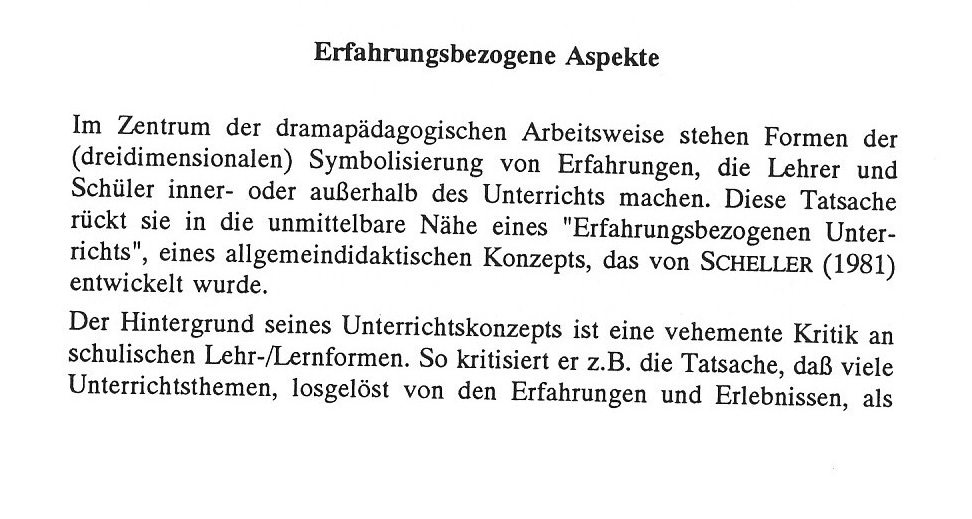 Erfahrungsbezogene Aspekte
Im Zentrum der dramapädagogischen Arbeitsweise stehen Formen der
(dreidimensionalen) Symbolisierung von Erfahrungen, die Lehrer und
Schüler inner- oder außerhalb des Unterrichts machen. Diese Tatsache
rückt sie in die unmittelbare Nähe eines "Erfahrungsbezogenen Unter-
richts", eines allgemeindidaktischen Konzepts, das von SCHELLER (1981)
entwickelt wurde.
Der Hintergrund seines Unterrichtskonzepts ist eine vehemente Kritik an
schulischen Lehr-/Lernformen. So kritisiert er z.B. die Tatsache, daß viele
Unterrichtsthemen, losgelöst von den Erfahrungen und Erlebnissen, als